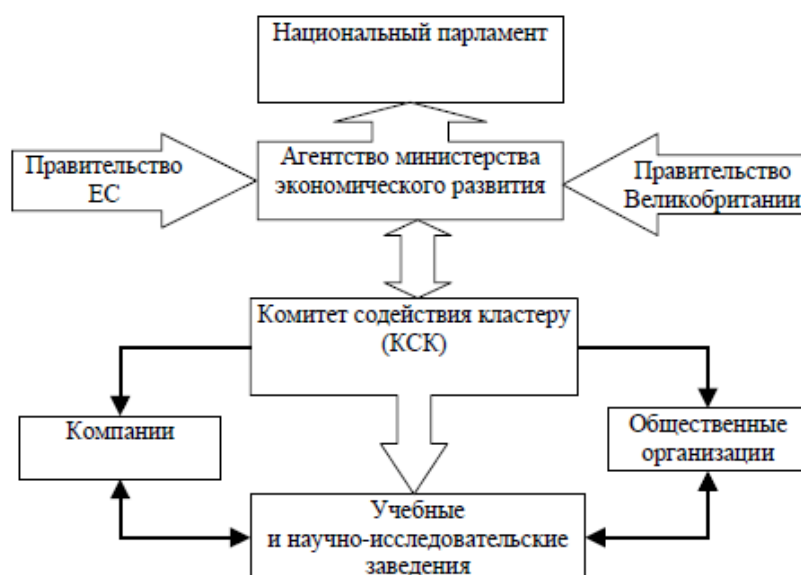 Национальный парламент
Правительство
ЕС
Агентство министерства
экономического развития
Правительство
Великобритании
Комитет содействия кластеру
(КСК)
Компании
Общественные
организации
Учебные
и научно-исследовательские
заведения